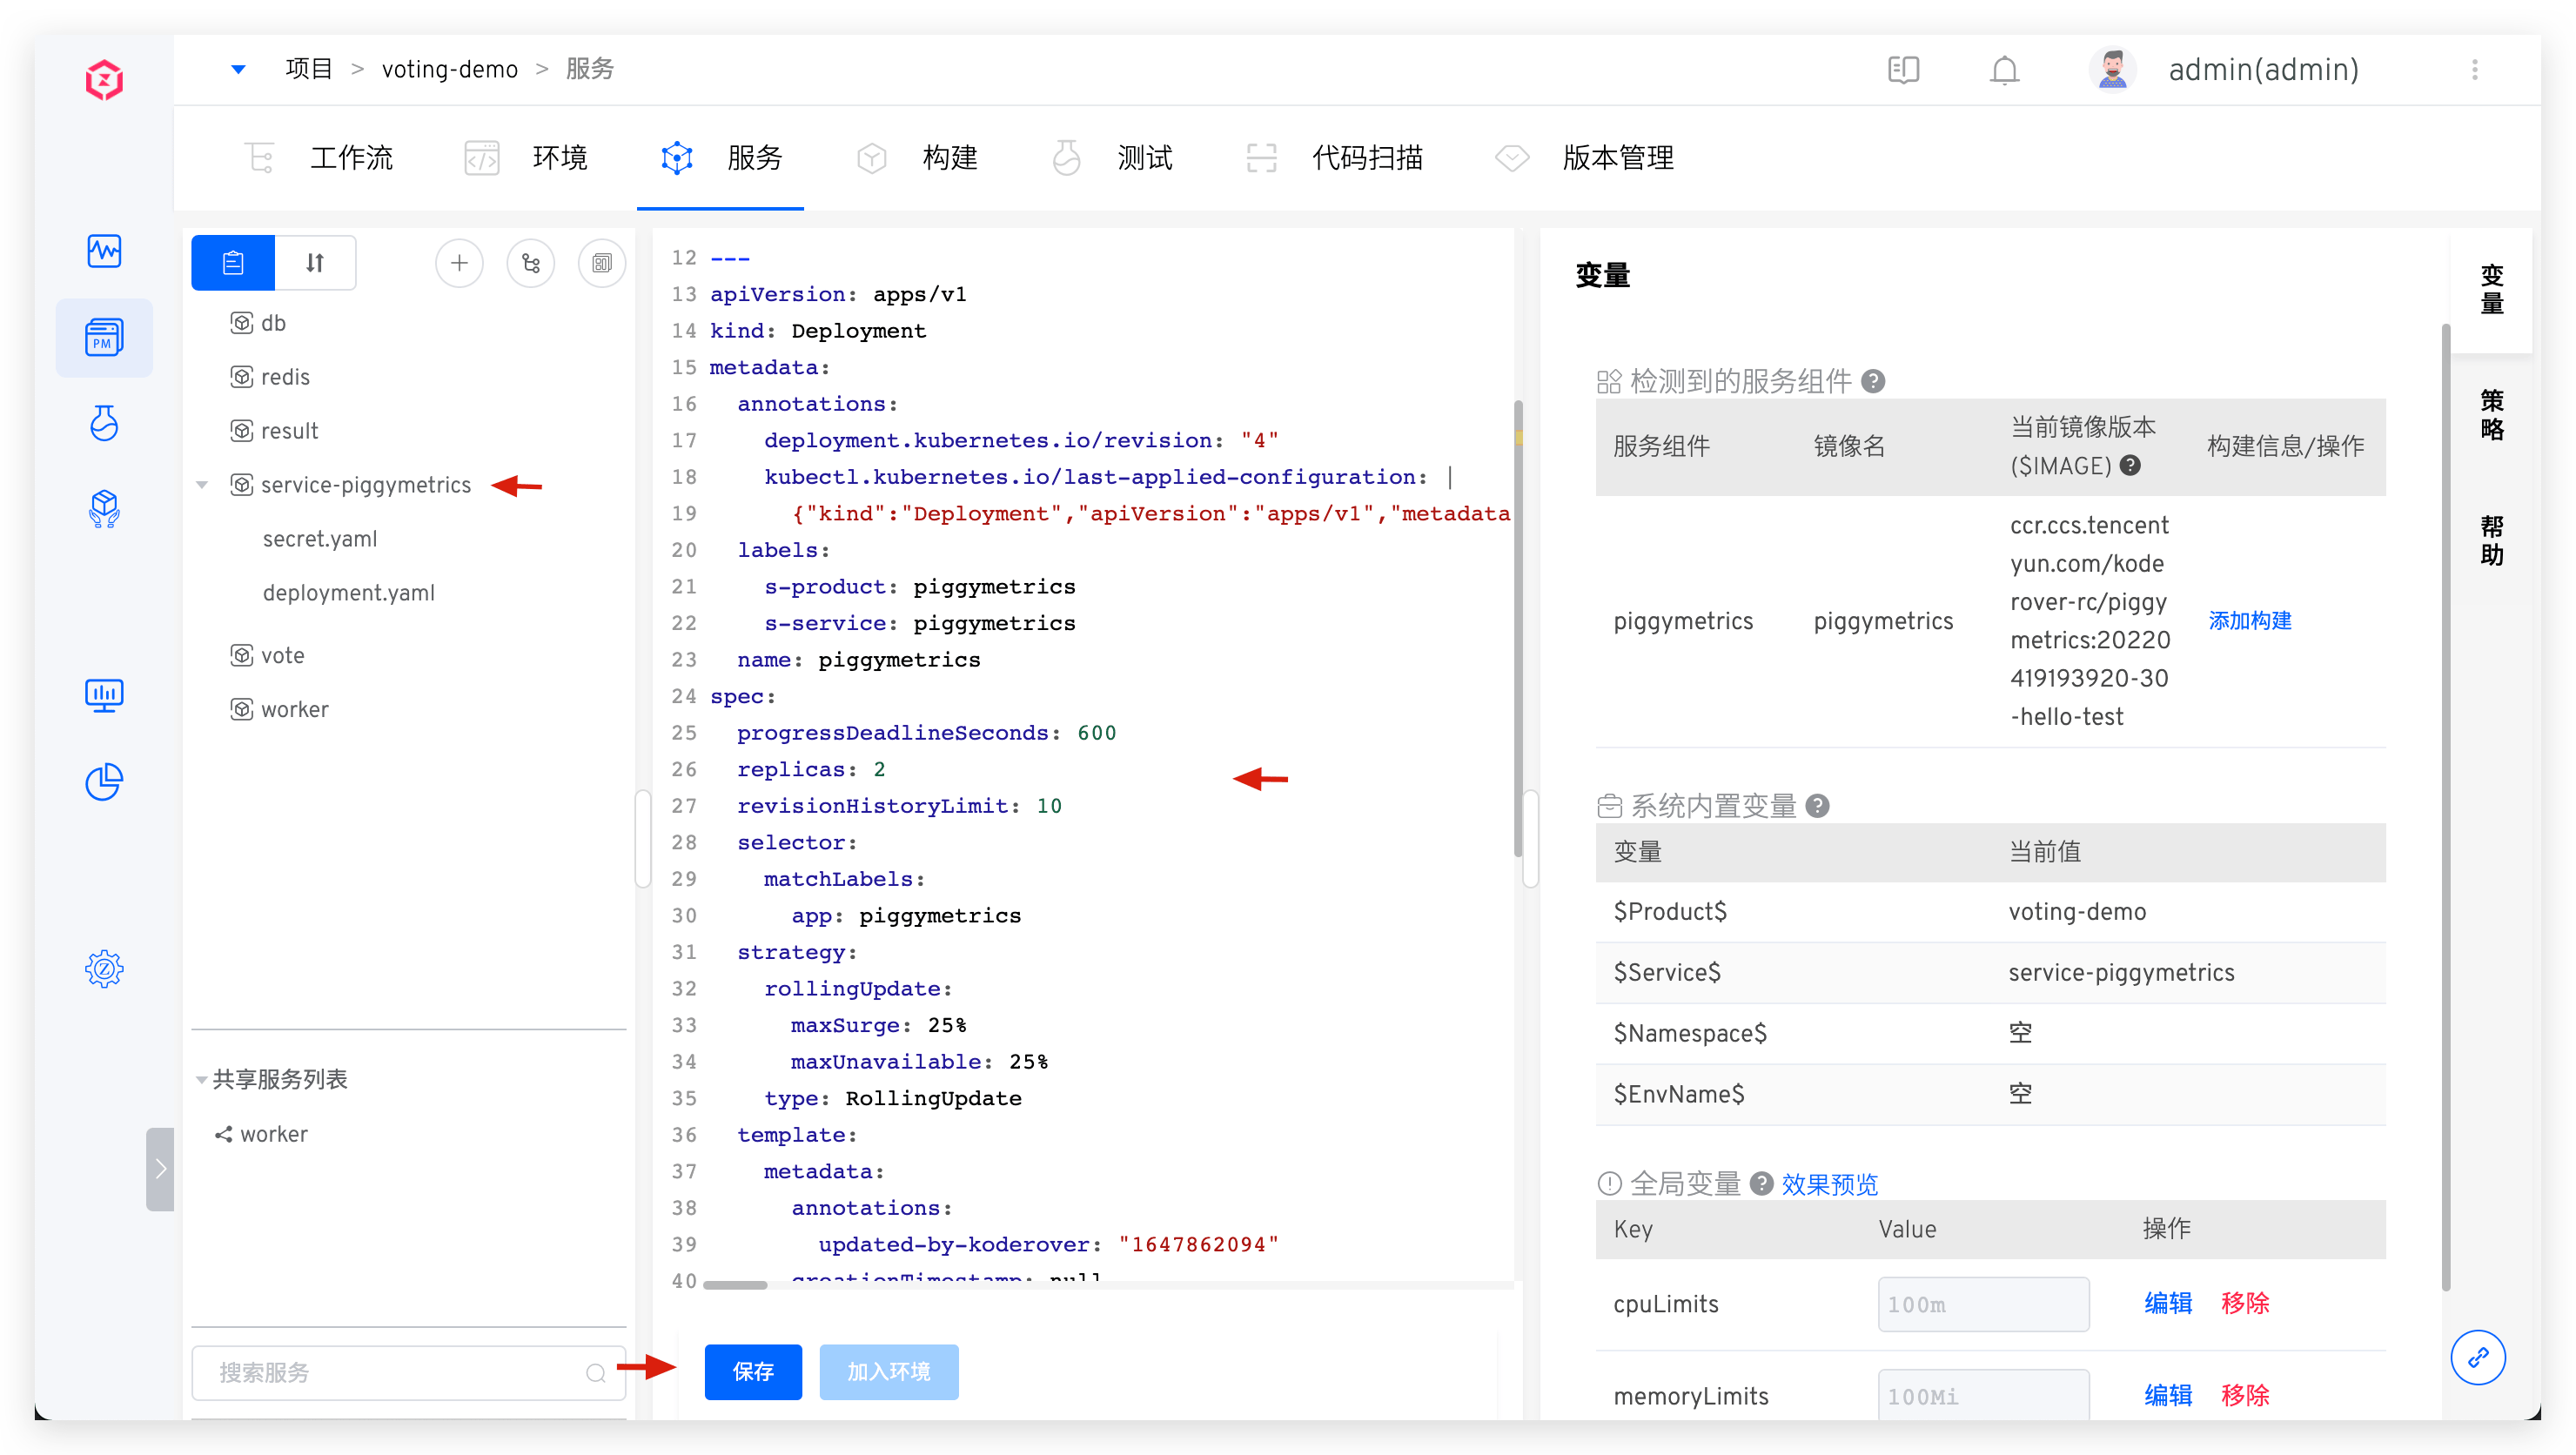 项目 > voting-demo > 服务
admin(admin)
工作流
环境
服务
构建
测试
代码扫描
版本管理
PM
db
redis
result
service-piggymetrics
secret.yaml
deployment.yaml
vote
worker
共享服务列表
worker
搜索服务
12 ---
13 apiVersion: apps/v1
14 kind: Deployment
15 metadata:
16   annotations:
17     deployment.kubernetes.io/revision: "4"
18     kubectl.kubernetes.io/last-applied-configuration: |
19       {"kind":"Deployment","apiVersion":"apps/v1","metadata
20   labels:
21     s-product: piggymetrics
22     s-service: piggymetrics
23   name: piggymetrics
24 spec:
25   progressDeadlineSeconds: 600
26   replicas: 2
27   revisionHistoryLimit: 10
28   selector:
29     matchLabels:
30       app: piggymetrics
31   strategy:
32     rollingUpdate:
33       maxSurge: 25%
34       maxUnavailable: 25%
35     type: RollingUpdate
36   template:
37     metadata:
38       annotations:
39         updated-by-koderover: "1647862094"
40       creationTimestamp: null
保存
加入环境
变量
检测到的服务组件
服务组件
镜像名
当前镜像版本
($IMAGE)
构建信息/操作
piggymetrics
piggymetrics
ccr.ccs.tencent
yun.com/kode
rover-rc/piggy
metrics:20220
419193920-30
-hello-test
添加构建
系统内置变量
变量
当前值
$Product$
voting-demo
$Service$
service-piggymetrics
$Namespace$
空
$EnvName$
空
全局变量
效果预览
Key
Value
操作
cpuLimits
100m
编辑
移除
memoryLimits
100Mi
编辑
移除
变量
策略
帮助